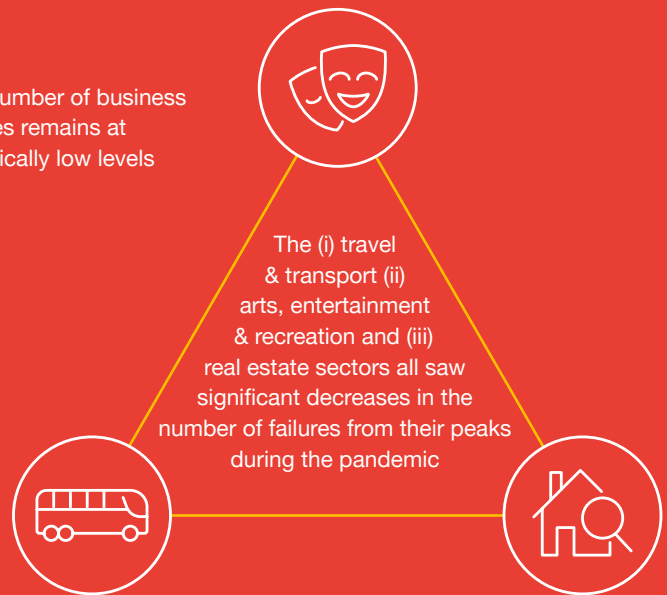 umber of business
es remains at
ically low levels
The (i) travel
& transport (ii)
arts, entertainment
& recreation and (iii)
real estate sectors all saw
significant decreases in the
number of failures from their peaks
during the pandemic